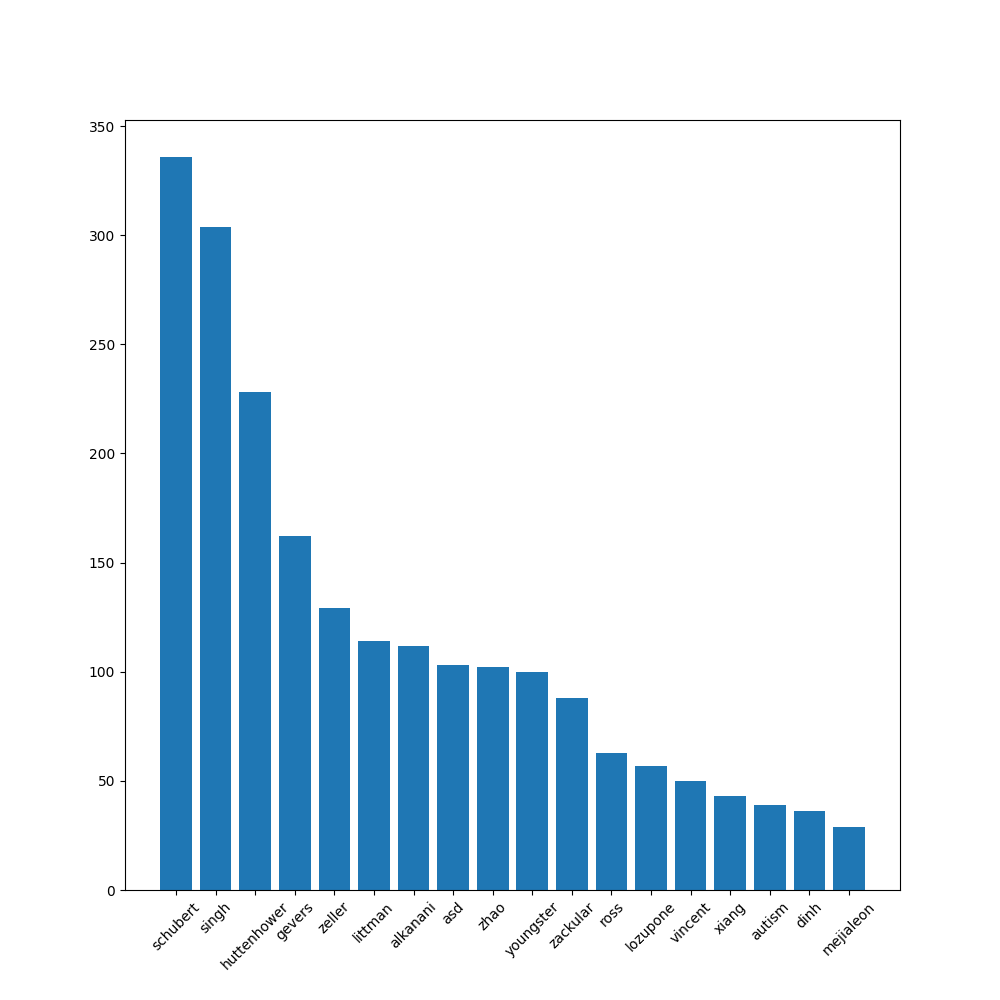 350
300
250
200
150
100
50
0
schubert
singh
huttenhower
gevers
zeller
littman
alkanani
asd
zhao
youngster
zackular
ross
lozupone
vincent
xiang
autism
dinh
mejialeon